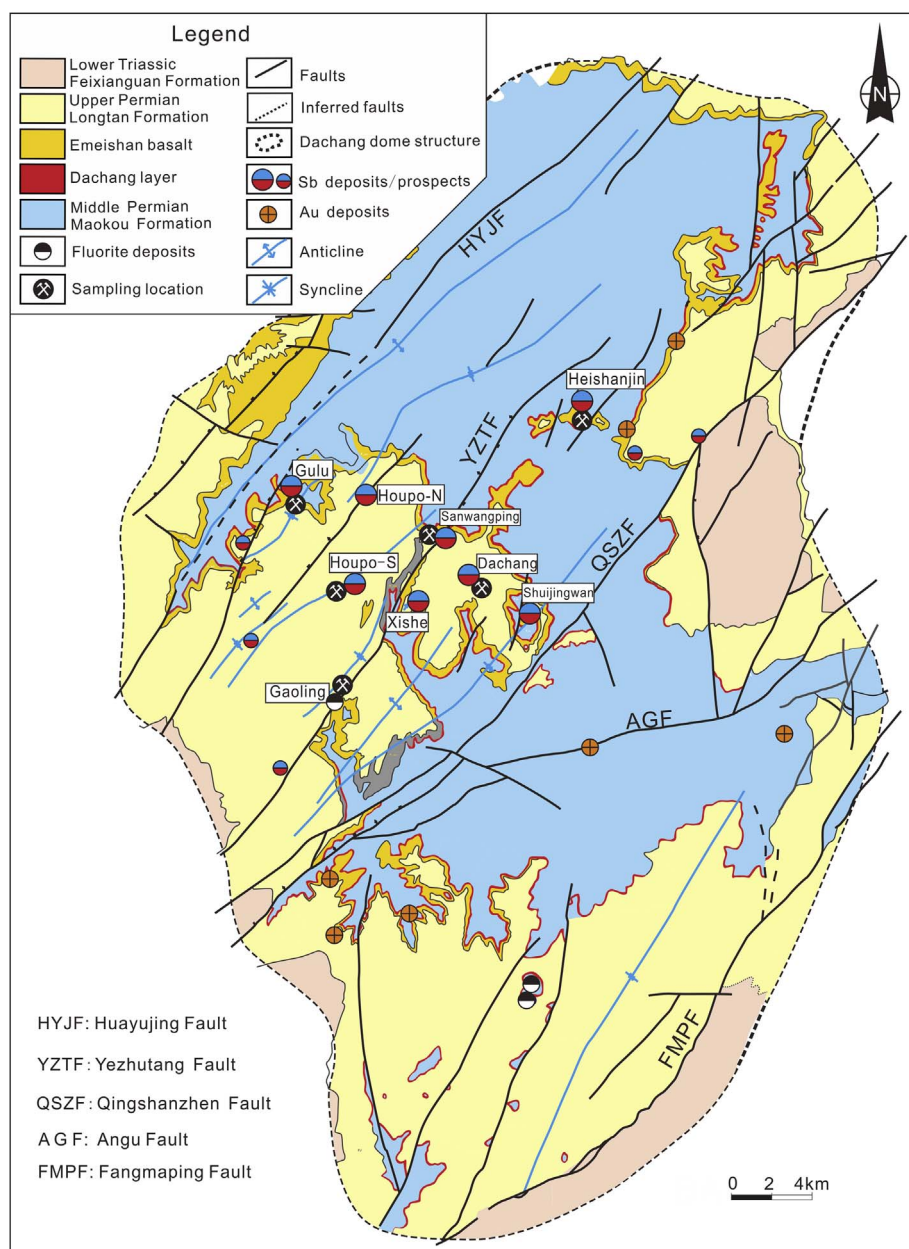 Legend
Lower Triassic
Feixianguan Formation
Upper Permian
Longtan Formation
Emeishan basalt
Dachang layer
Middle Permian
Maokou Formation
Fluorite deposits
Sampling location
Faults
Inferred faults
Dachang dome structure
Sb deposits/prospects
Au deposits
Anticline
Syncline
N
HYJF
Heishanjin
YZTF
Gulu
Houpo-N
Sanwangping
QSZF
Houpo-S
Dachang
Shuijingwan
Xishe
Gaoling
AGF
FMPF
HYJF: Huayujing Fault
YZTF: Yezhutang Fault
QSZF: Qingshanzhen Fault
AGF: Angu Fault
FMPF: Fangmaping Fault
0 2 4km